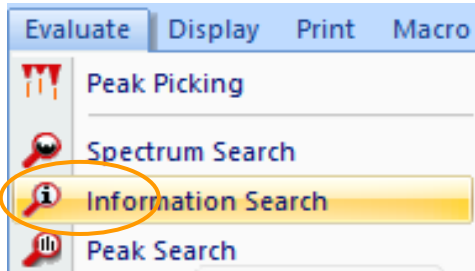 Evaluate Display Print Macro
Peak Picking
Spectrum Search
Information Search
Peak Search